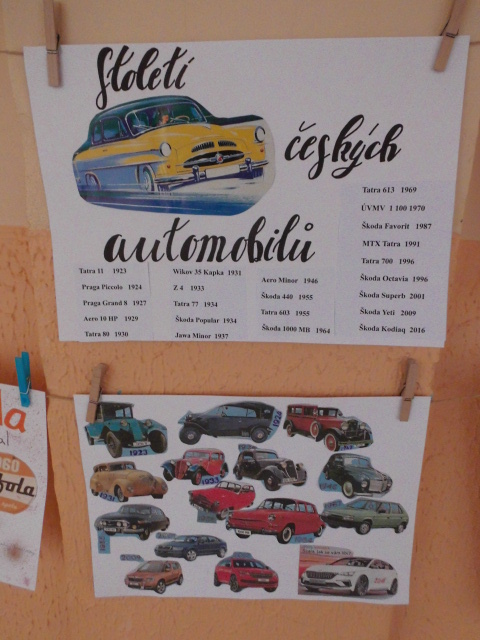 Století
českých
automobilů
Tatra 11 1923
Praga Piccolo 1924
Praga Grand 8 1927
Aero 10 HP 1929
Tatra 80 1930
Wikov 35 Kapka 1931
Z 4 1933
Tatra 77 1934
Škoda Popular 1934
Jawa Minor 1937
Aero Minor 1946
Škoda 440 1955
Tatra 603 1955
Škoda 1000 MB 1964
Tatra 613 1969
ÚVMV 1 100 1970
Škoda Favorit 1987
MTX Tatra 1991
Tatra 700 1996
Škoda Octavia 1996
Škoda Superb 2001
Škoda Yeti 2009
Škoda Kodiaq 2016
1923